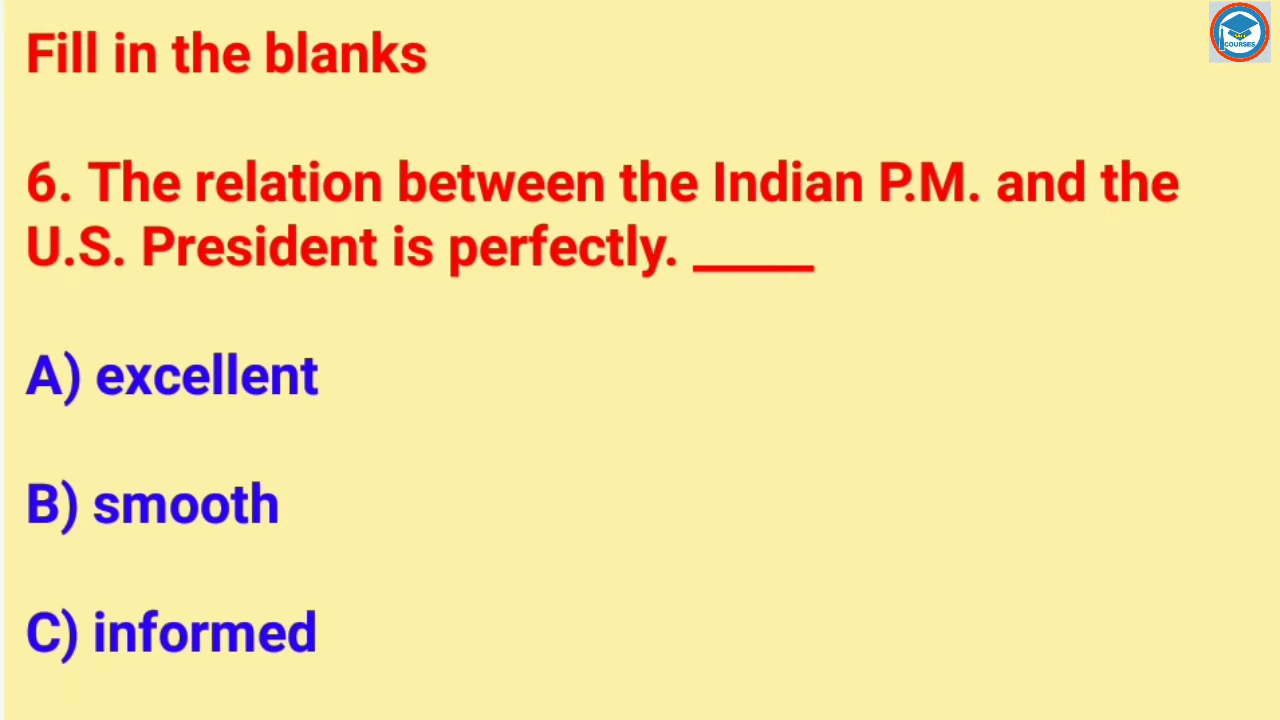 Fill in the blanks
6. The relation between the Indian P.M. and the
U.S. President is perfectly. _____
A) excellent
B) smooth
C) informed
COURSES